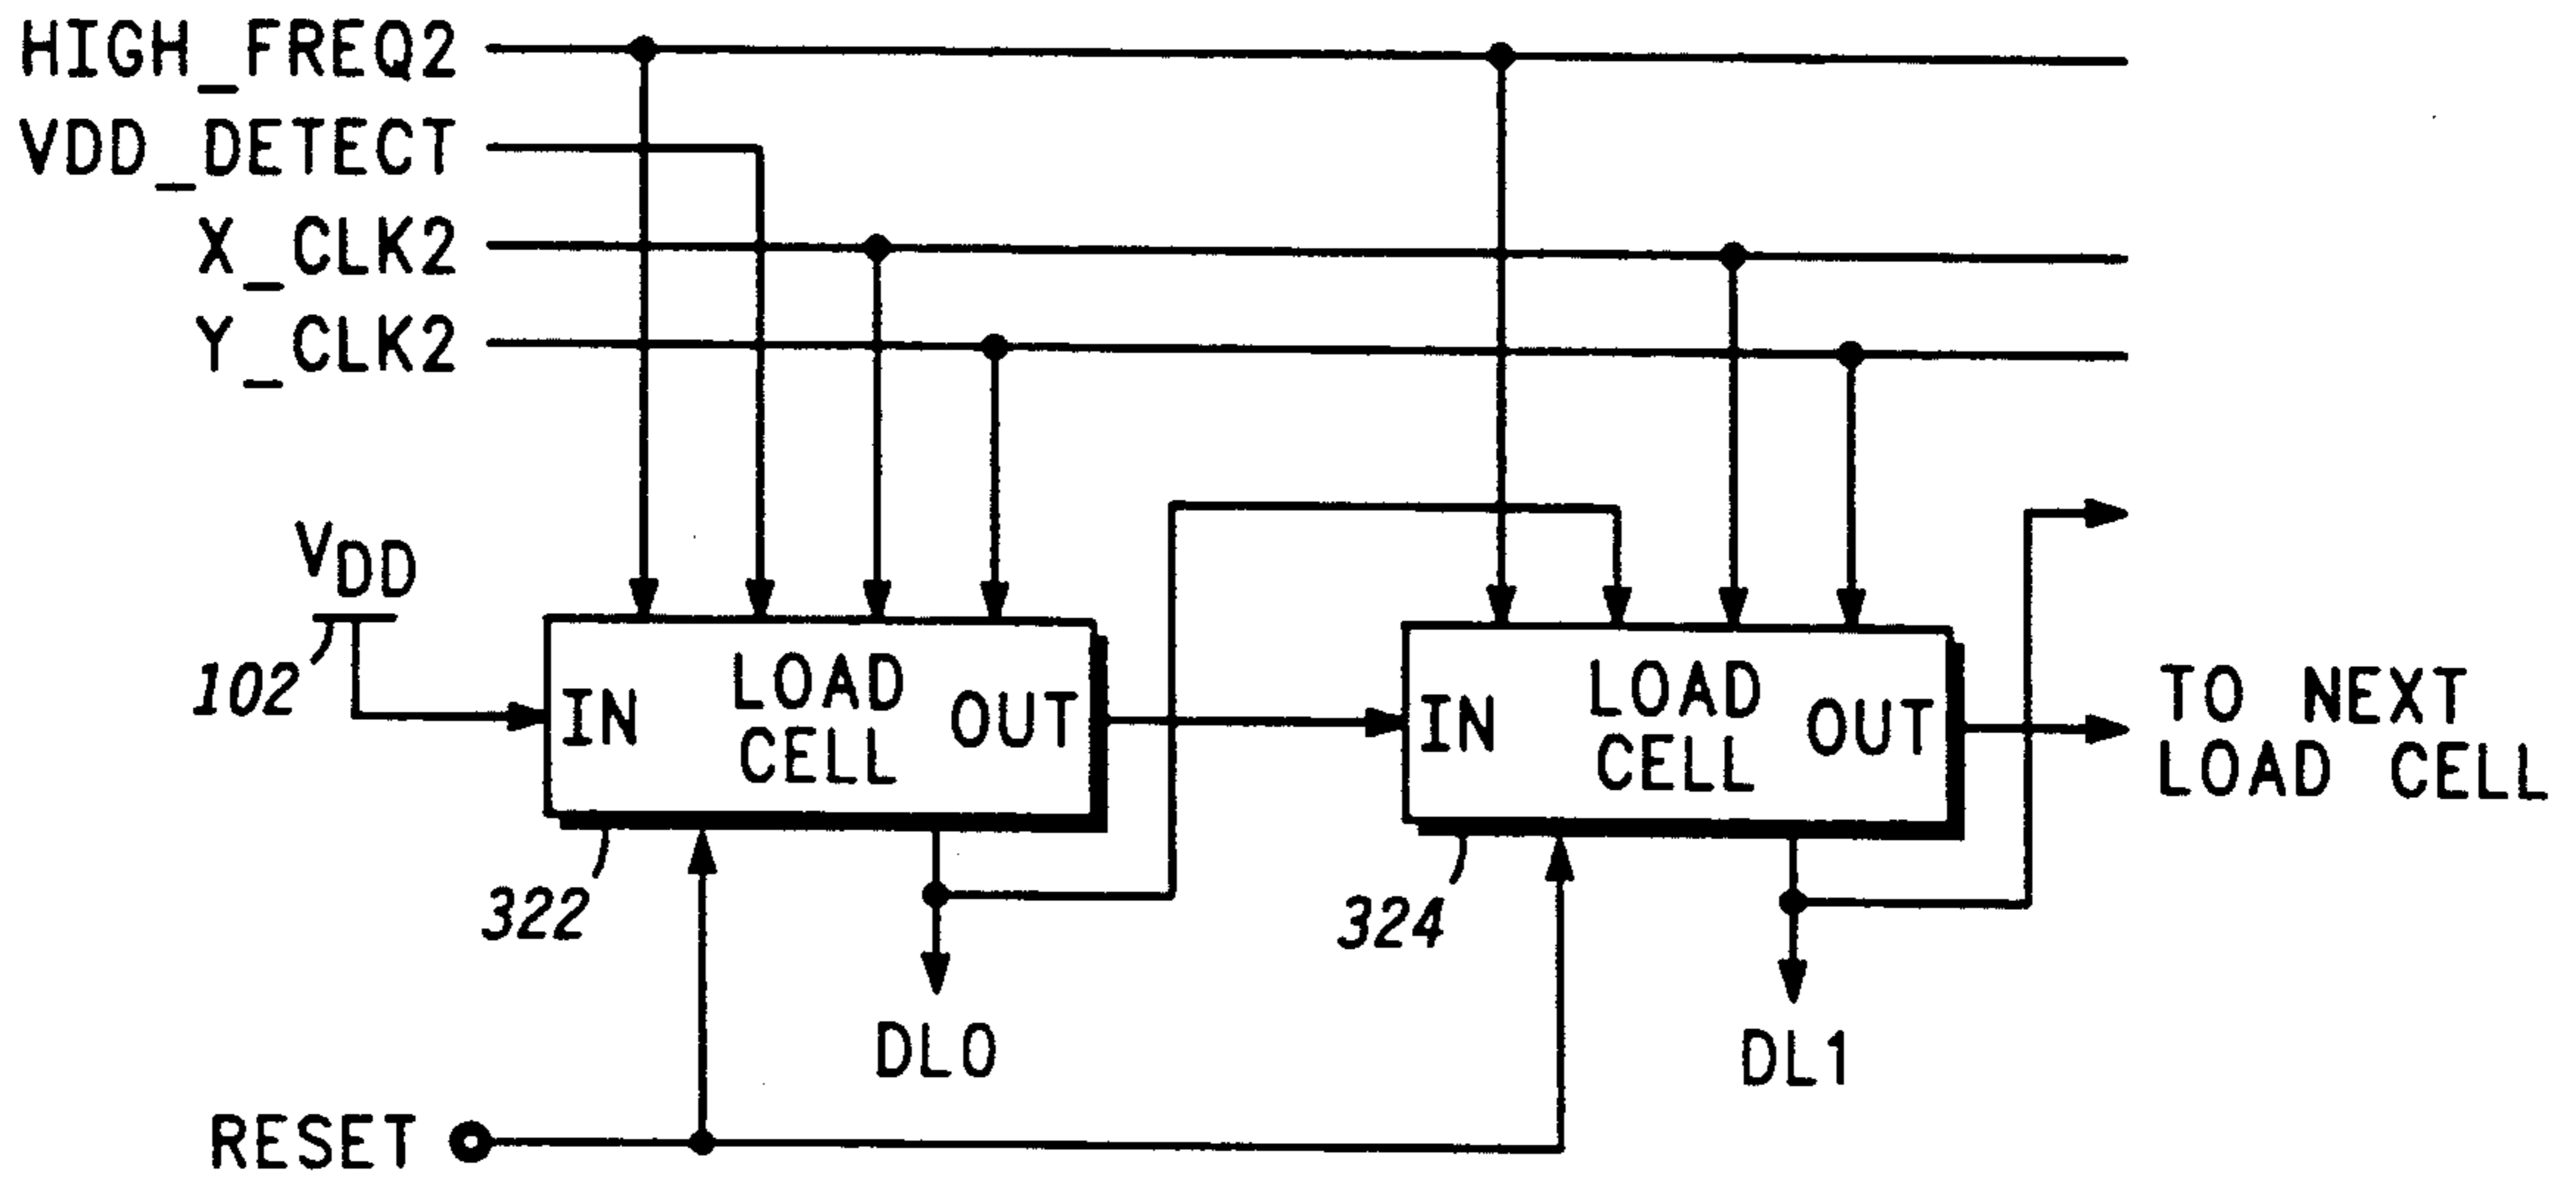 HIGH_FREQ2
VDD_DETECT
X_CLK2
Y_CLK2
VDD
102
IN
LOAD
CELL
OUT
322
DL0
IN
LOAD
CELL
OUT
324
DL1
TO NEXT
LOAD CELL
RESET